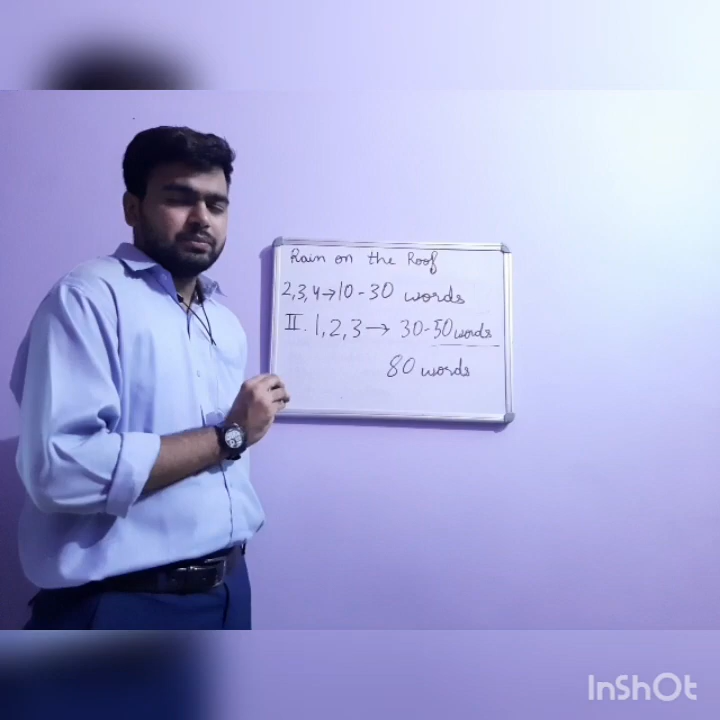 Rain on the Roof
2,3,4→10-30 words
II. 1,2,3→ 30-50 words
80 words
InShOt